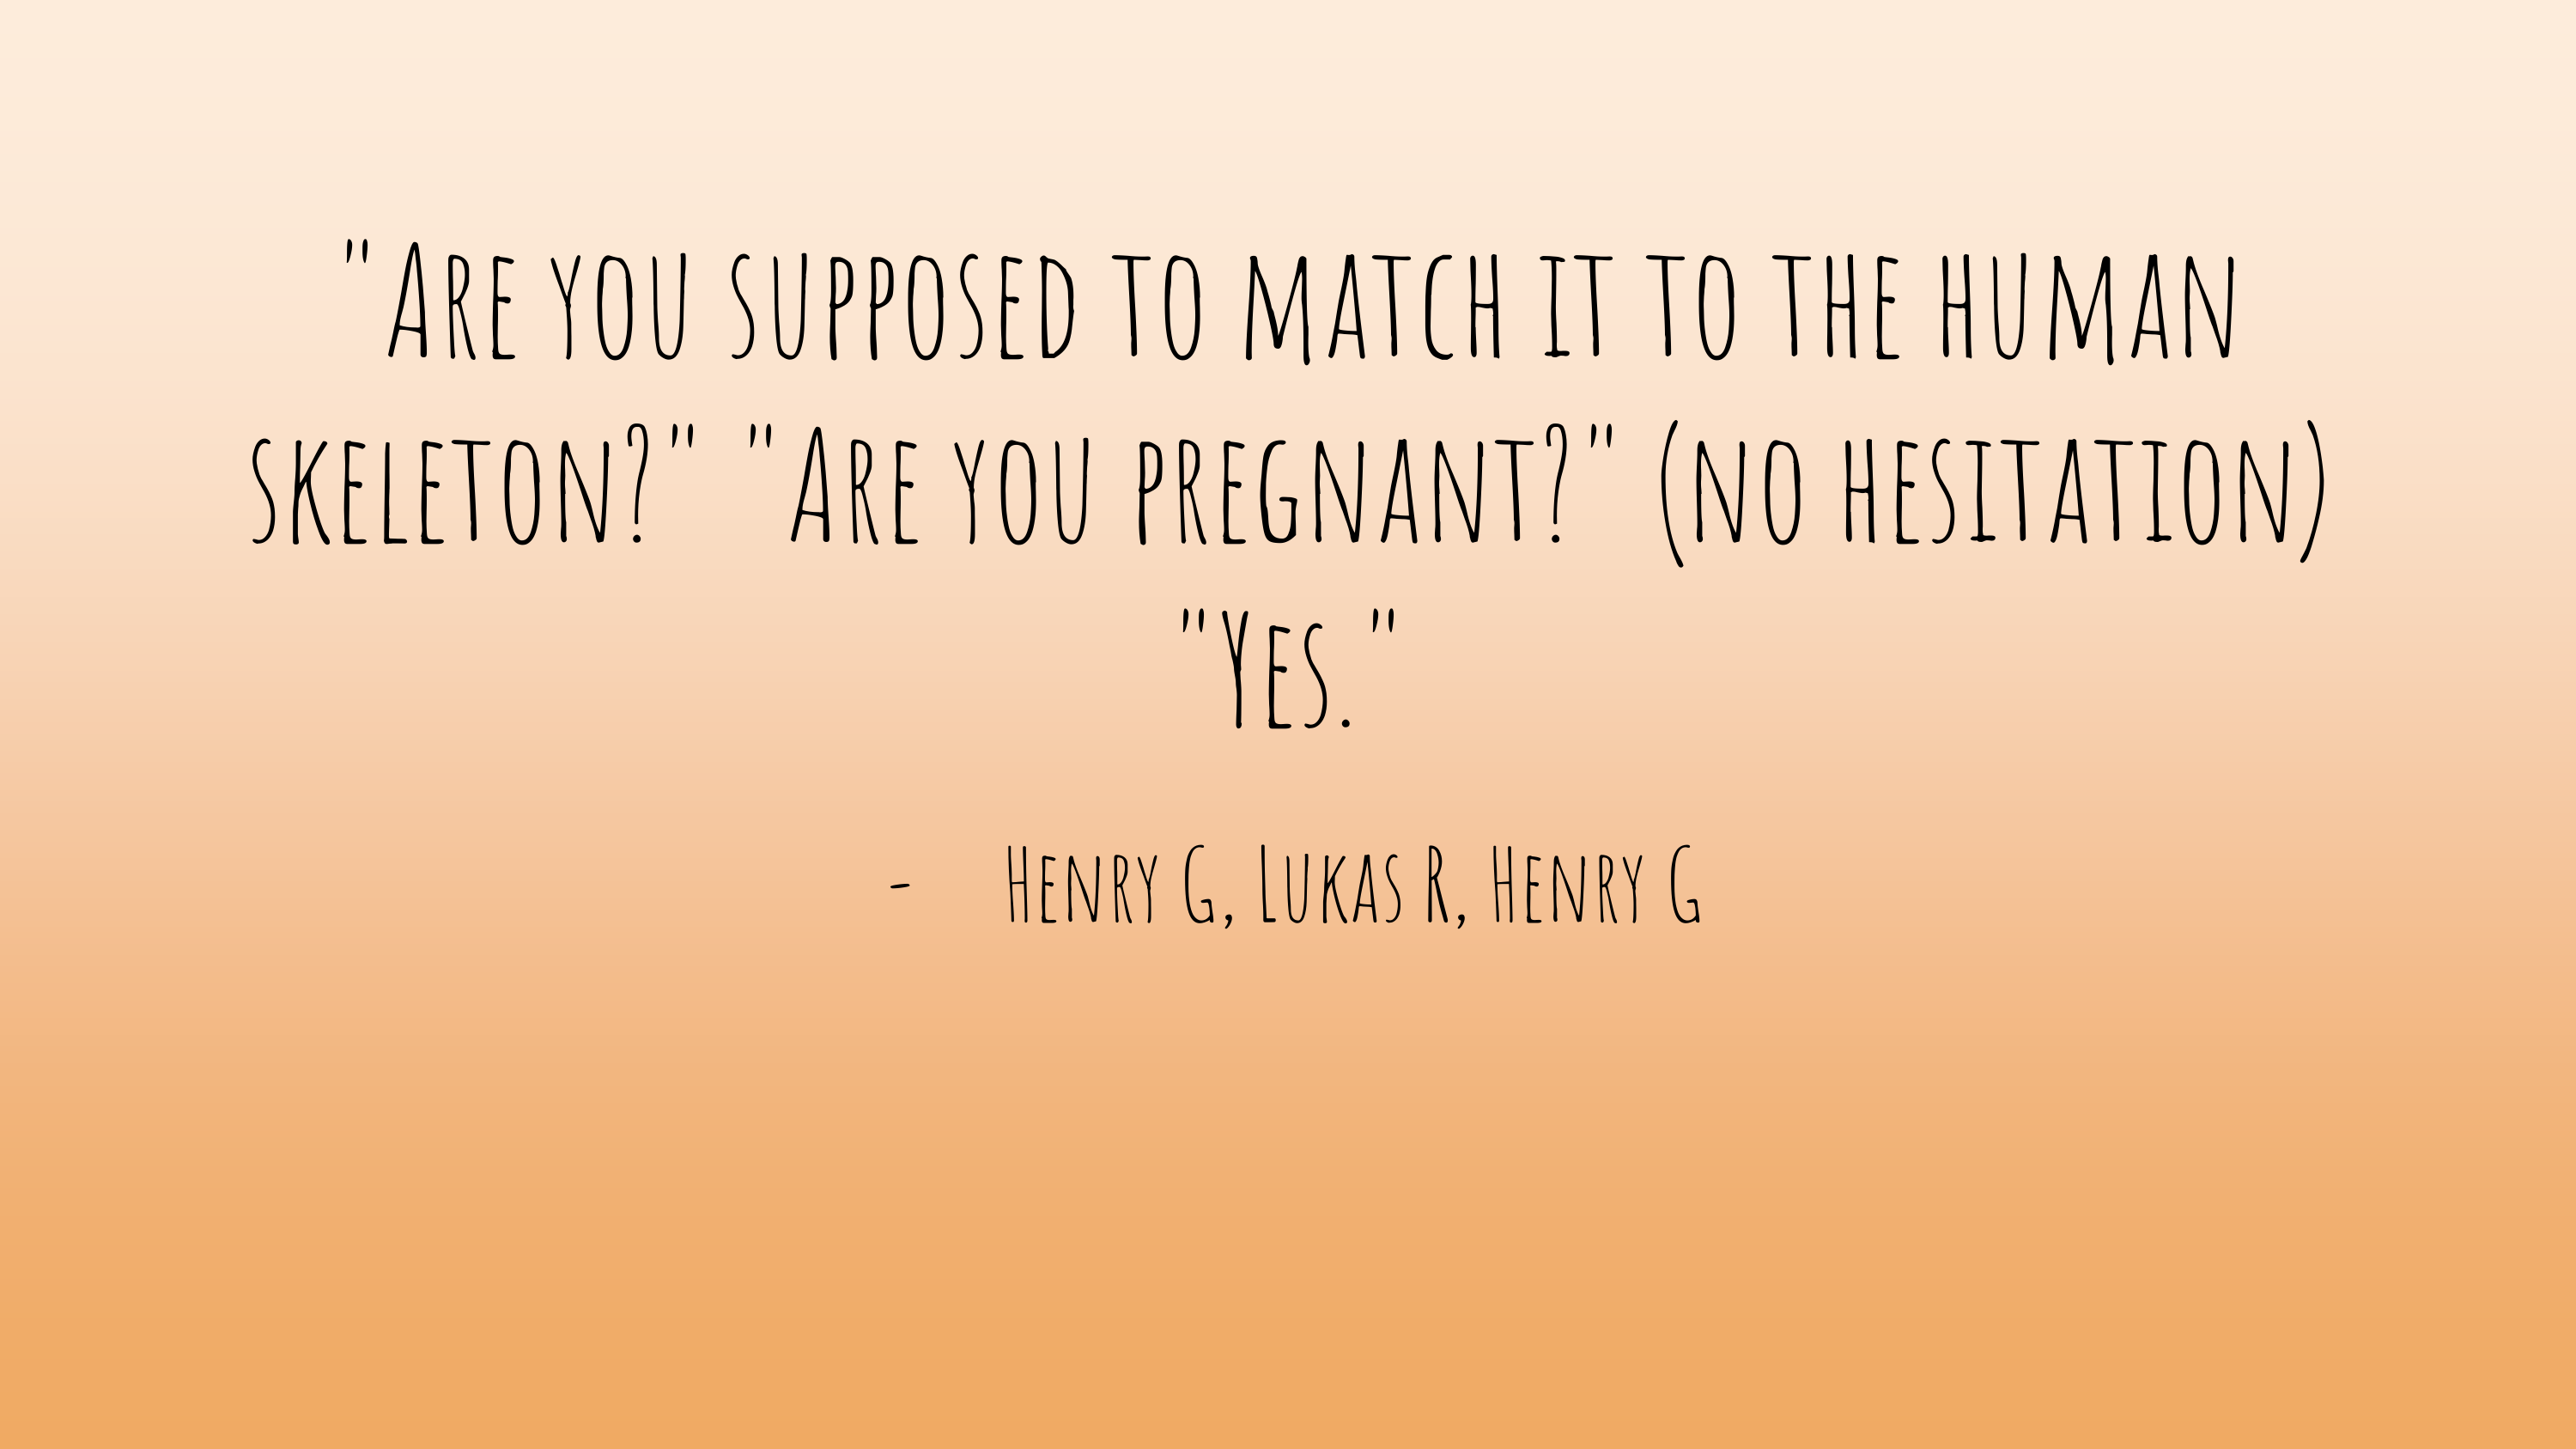 "Are you supposed to match it to the human
skeleton?" "Are you pregnant?" (no hesitation)
"Yes."
- Henry G, Lukas R, Henry G